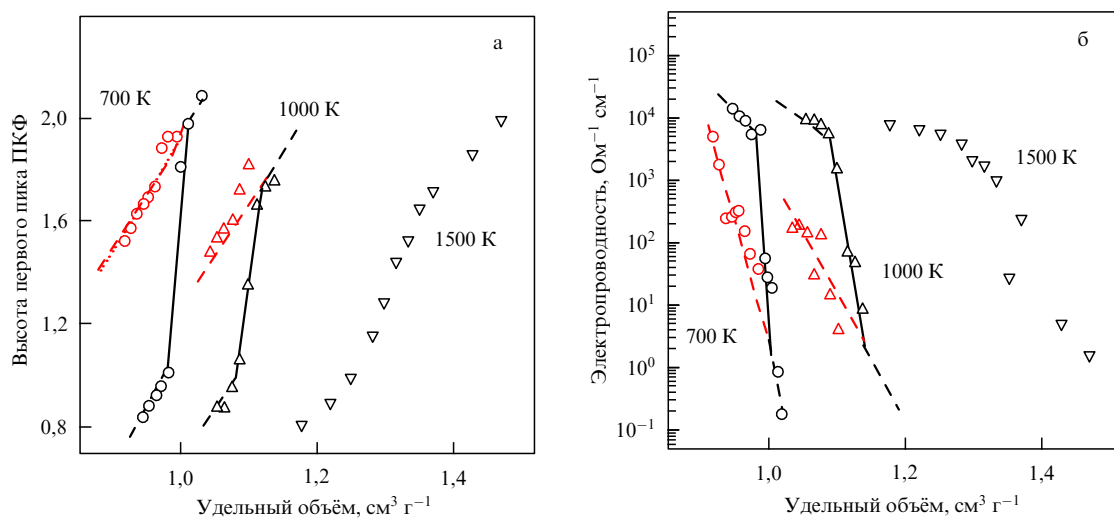 а
Высота первого пика ПКФ
2,0
1,6
1,2
0,8
700 К
1000 К
1500 К
1,0
1,2
1,4
Удельный объём, см³ г⁻¹
б
Электропроводность, Ом⁻¹ см⁻¹
10⁵
10⁴
10³
10²
10¹
10⁰
10⁻¹
1500 К
1000 К
700 К
1,0
1,2
1,4
Удельный объём, см³ г⁻¹